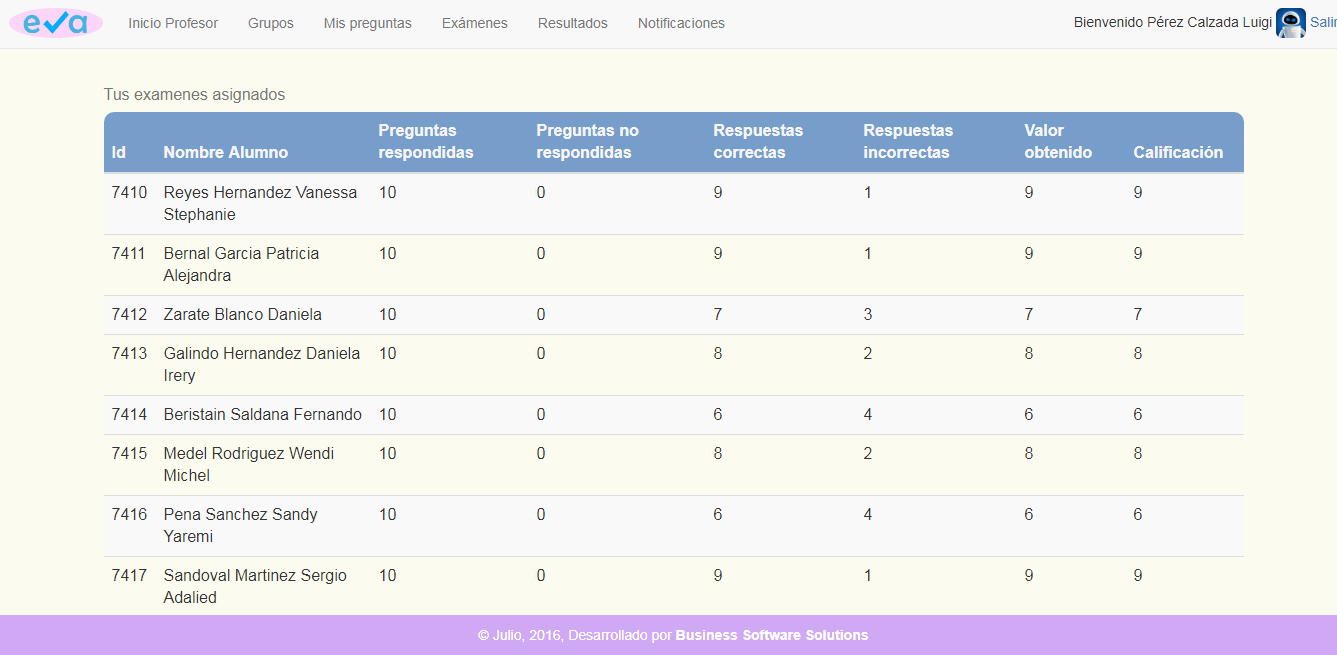 eva Inicio Profesor Grupos Mis preguntas Exámenes Resultados Notificaciones Bienvenido Pérez Calzada Luigi Salir
Tus examenes asignados
Id Nombre Alumno Preguntas respondidas Preguntas no respondidas Respuestas correctas Respuestas incorrectas Valor obtenido Calificación
7410 Reyes Hernandez Vanessa Stephanie 10 0 9 1 9 9
7411 Bernal Garcia Patricia Alejandra 10 0 9 1 9 9
7412 Zarate Blanco Daniela 10 0 7 3 7 7
7413 Galindo Hernandez Daniela Irery 10 0 8 2 8 8
7414 Beristain Saldana Fernando 10 0 6 4 6 6
7415 Medel Rodriguez Wendi Michel 10 0 8 2 8 8
7416 Pena Sanchez Sandy Yaremi 10 0 6 4 6 6
7417 Sandoval Martinez Sergio Adalied 10 0 9 1 9 9
© Julio, 2016, Desarrollado por Business Software Solutions